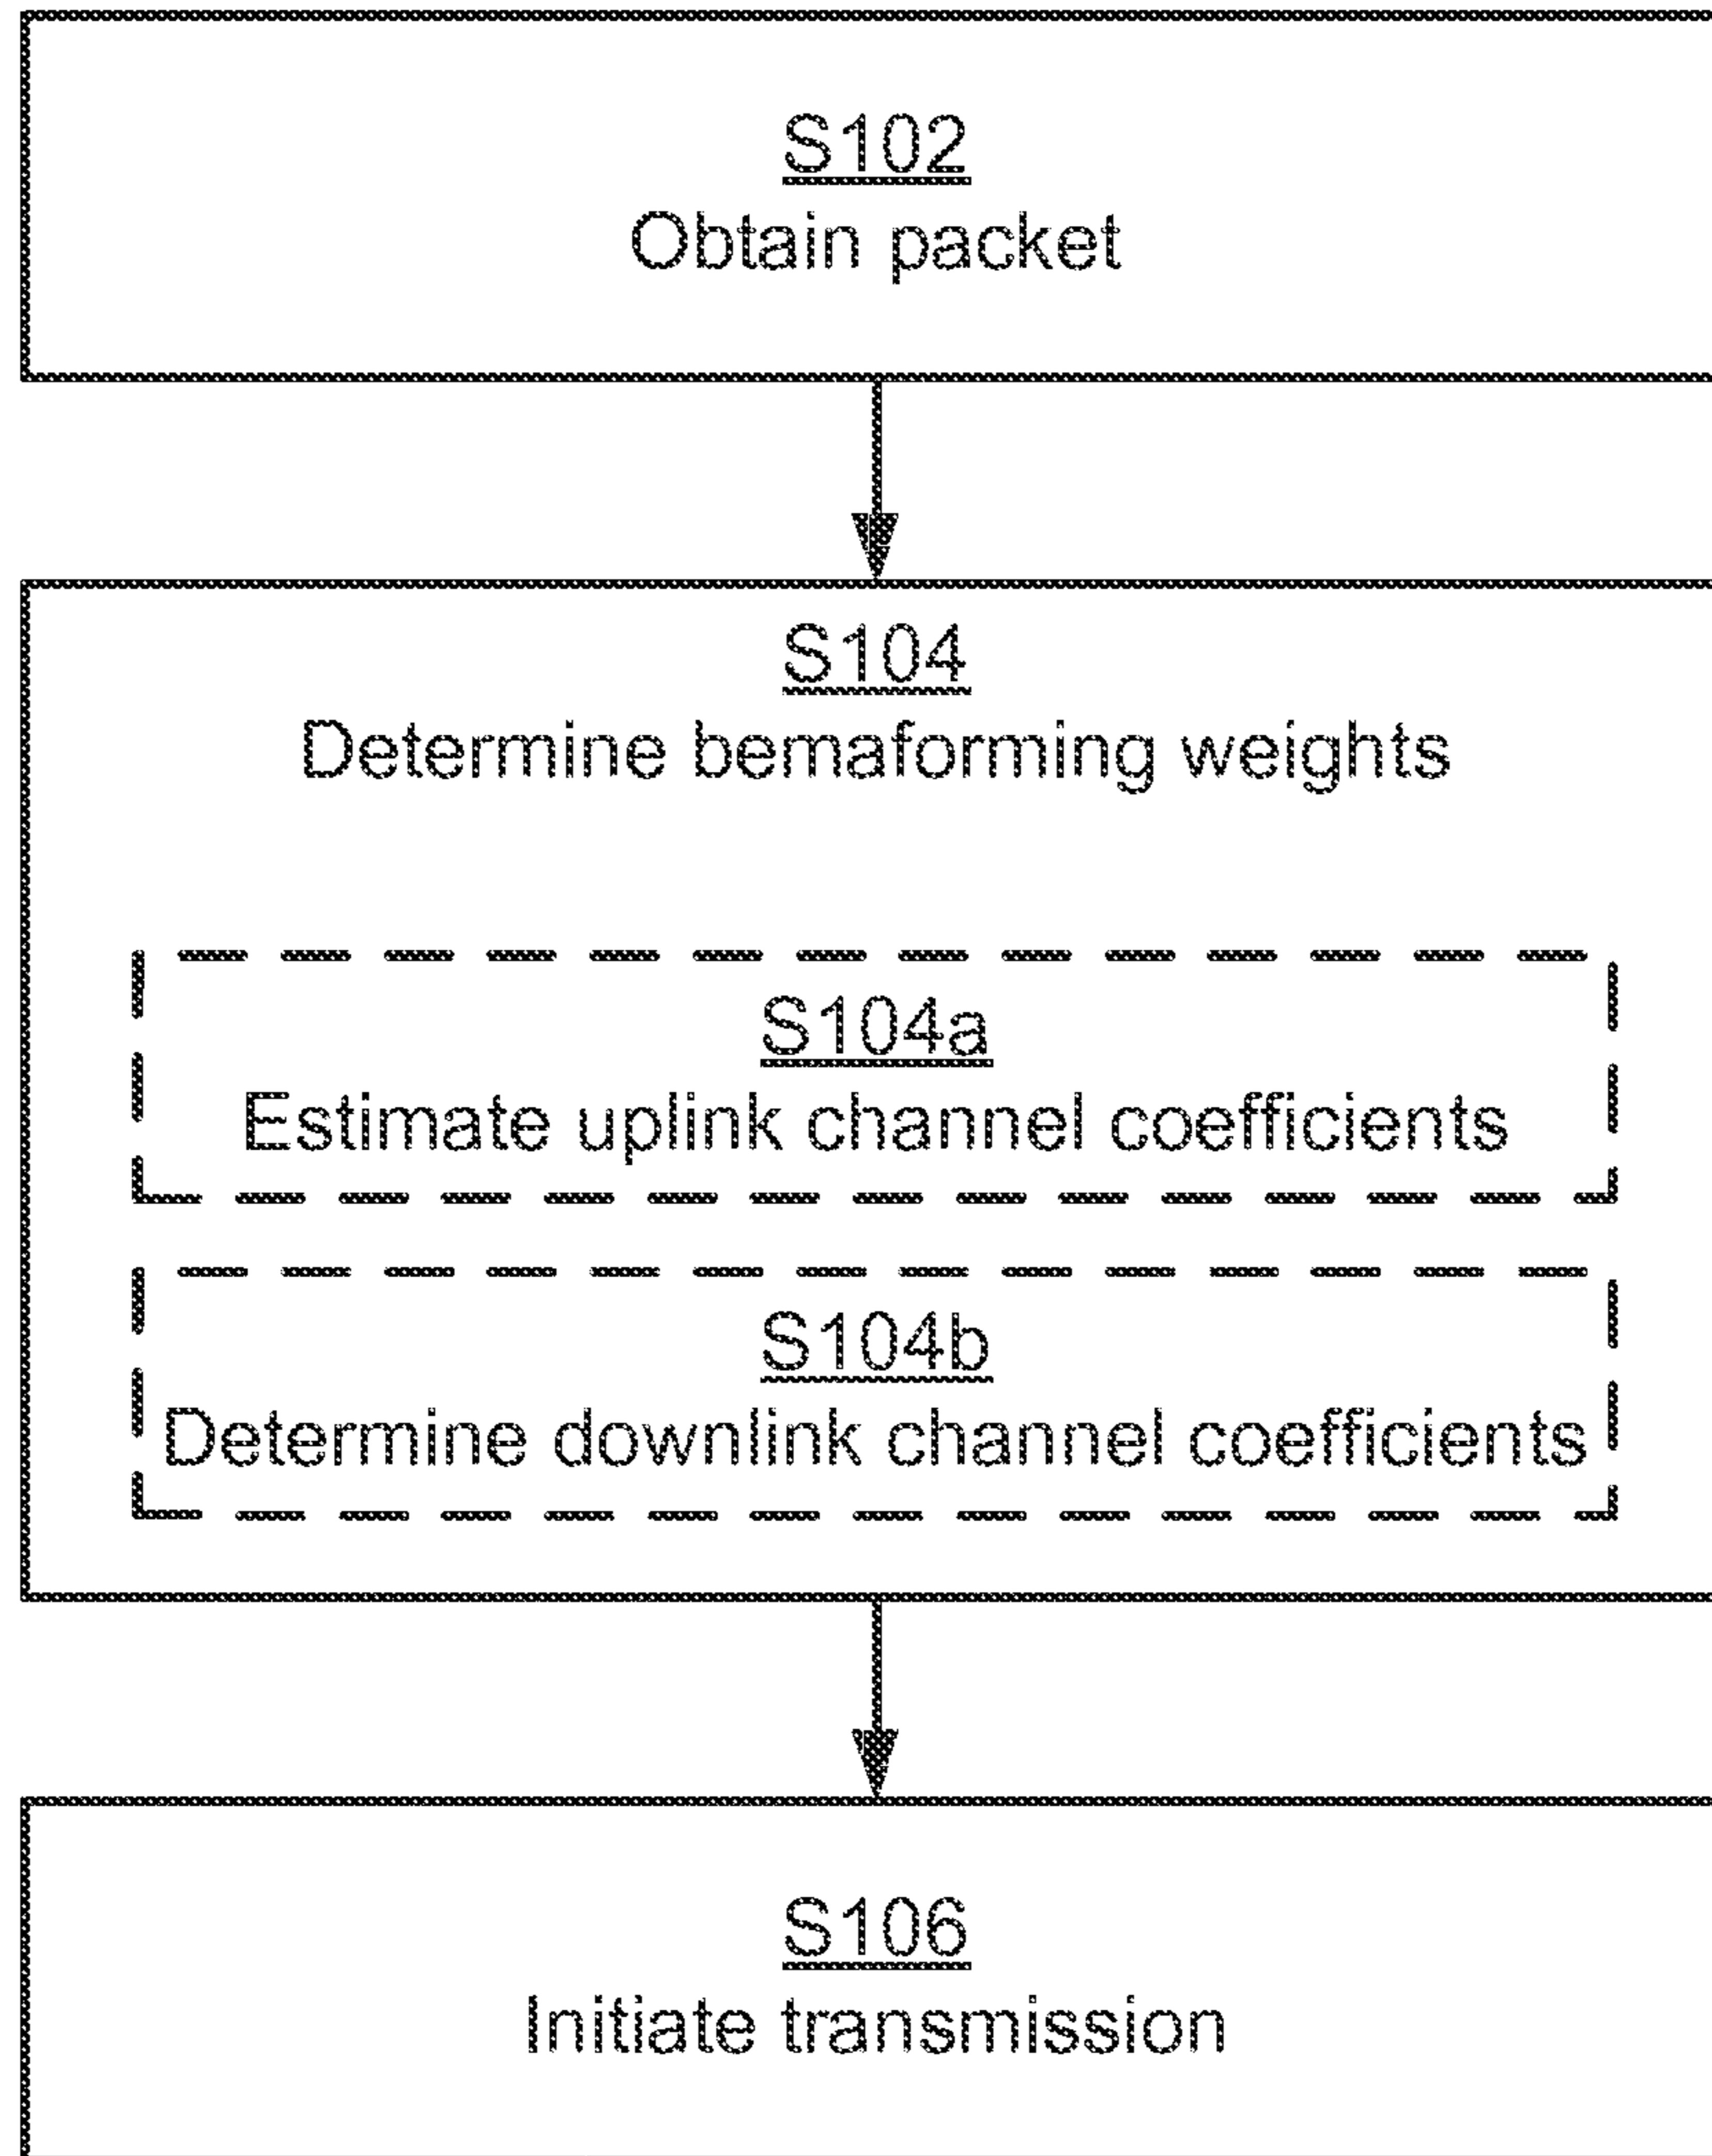 S102
Obtain packet
S104
Determine bemaforming weights
S104a
Estimate uplink channel coefficients
S104b
Determine downlink channel coefficients
S106
Initiate transmission